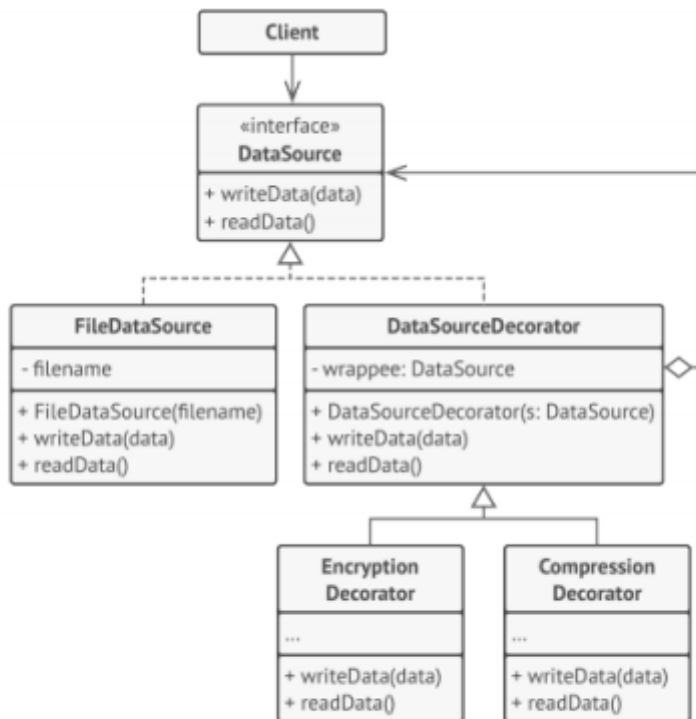 Client
«interface»
DataSource
+ writeData(data)
+ readData()
FileDataSource
- filename
+ FileDataSource(filename)
+ writeData(data)
+ readData()
DataSourceDecorator
- wrappee: DataSource
+ DataSourceDecorator(s: DataSource)
+ writeData(data)
+ readData()
Encryption
Decorator
...
+ writeData(data)
+ readData()
Compression
Decorator
...
+ writeData(data)
+ readData()